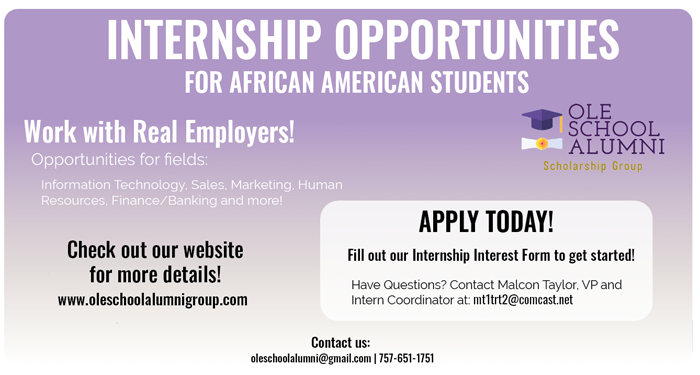 INTERNSHIP OPPORTUNITIES
FOR AFRICAN AMERICAN STUDENTS
Work with Real Employers!
Opportunities for fields:
Information Technology, Sales, Marketing, Human
Resources, Finance/Banking and more!
OLE
SCHOOL
ALUMNI
Scholarship Group
Check out our website
for more details!
www.oleschoolalumnigroup.com
APPLY TODAY!
Fill out our Internship Interest Form to get started!
Have Questions? Contact Malcon Taylor, VP and
Intern Coordinator at: mt1trt2@comcast.net
Contact us:
oleschoolalumni@gmail.com | 757-651-1751